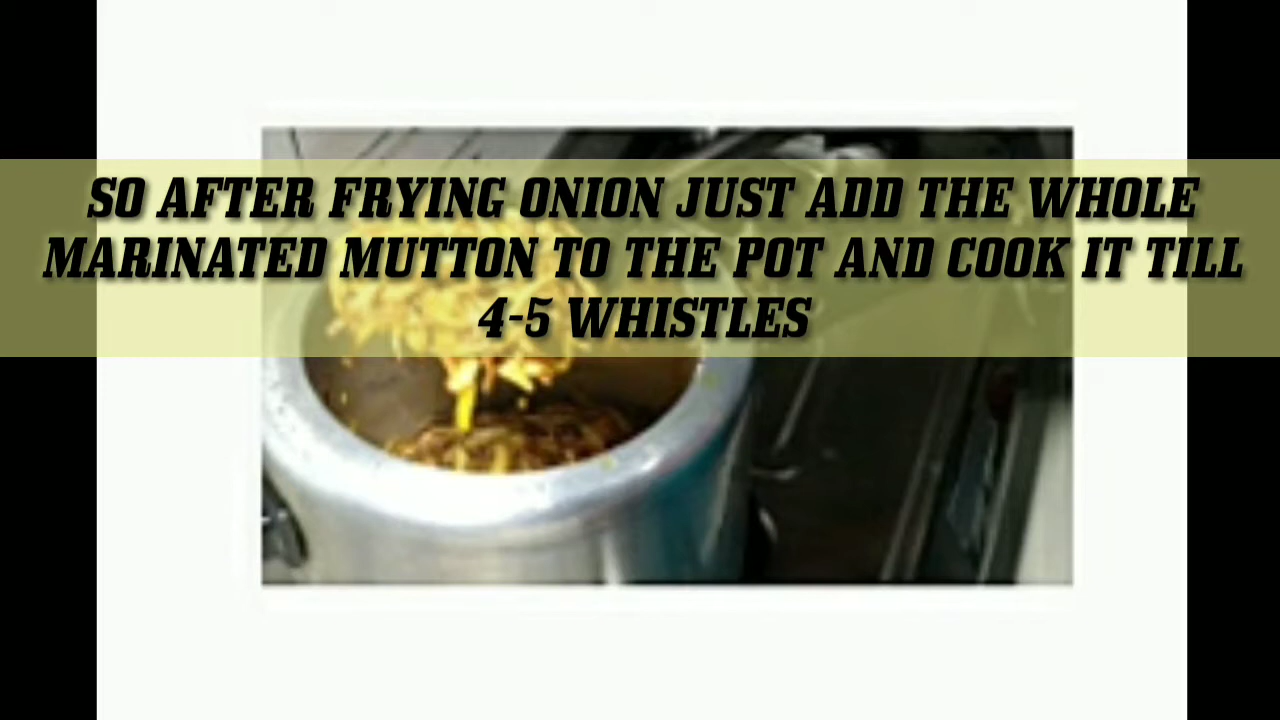 SO AFTER FRYING ONION JUST ADD THE WHOLE
MARINATED MUTTON TO THE POT AND COOK IT TILL
4-5 WHISTLES